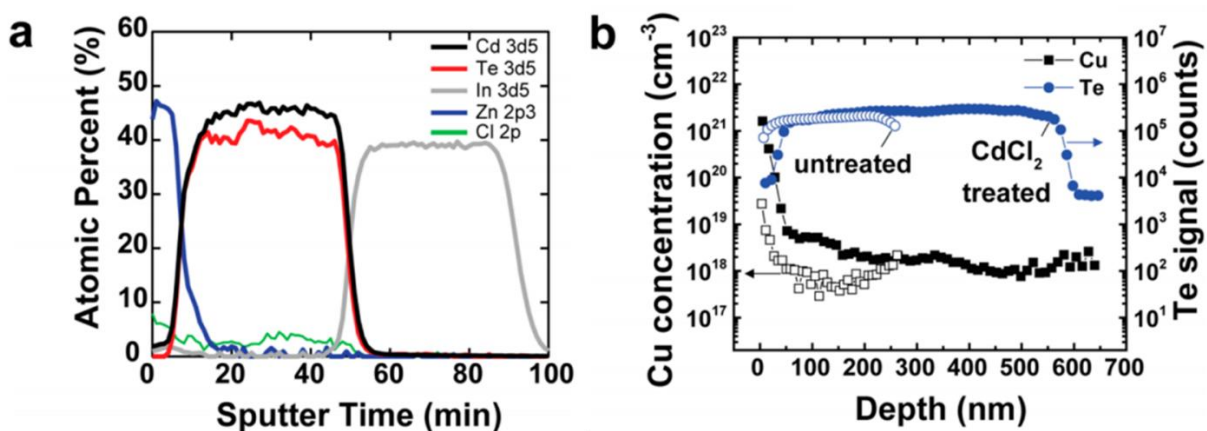 a
Atomic Percent (%)
60
50
40
30
20
10
0
Cd 3d5
Te 3d5
In 3d5
Zn 2p3
Cl 2p
0 20 40 60 80 100
Sputter Time (min)
b
Cu concentration (cm⁻³)
10²³
10²²
10²¹
10²⁰
10¹⁹
10¹⁸
10¹⁷
Cu
Te
untreated
CdCl₂
treated
0 100 200 300 400 500 600 700
Depth (nm)
10⁷
10⁶
10⁵
10⁴
10³
10²
10¹
Te signal (counts)